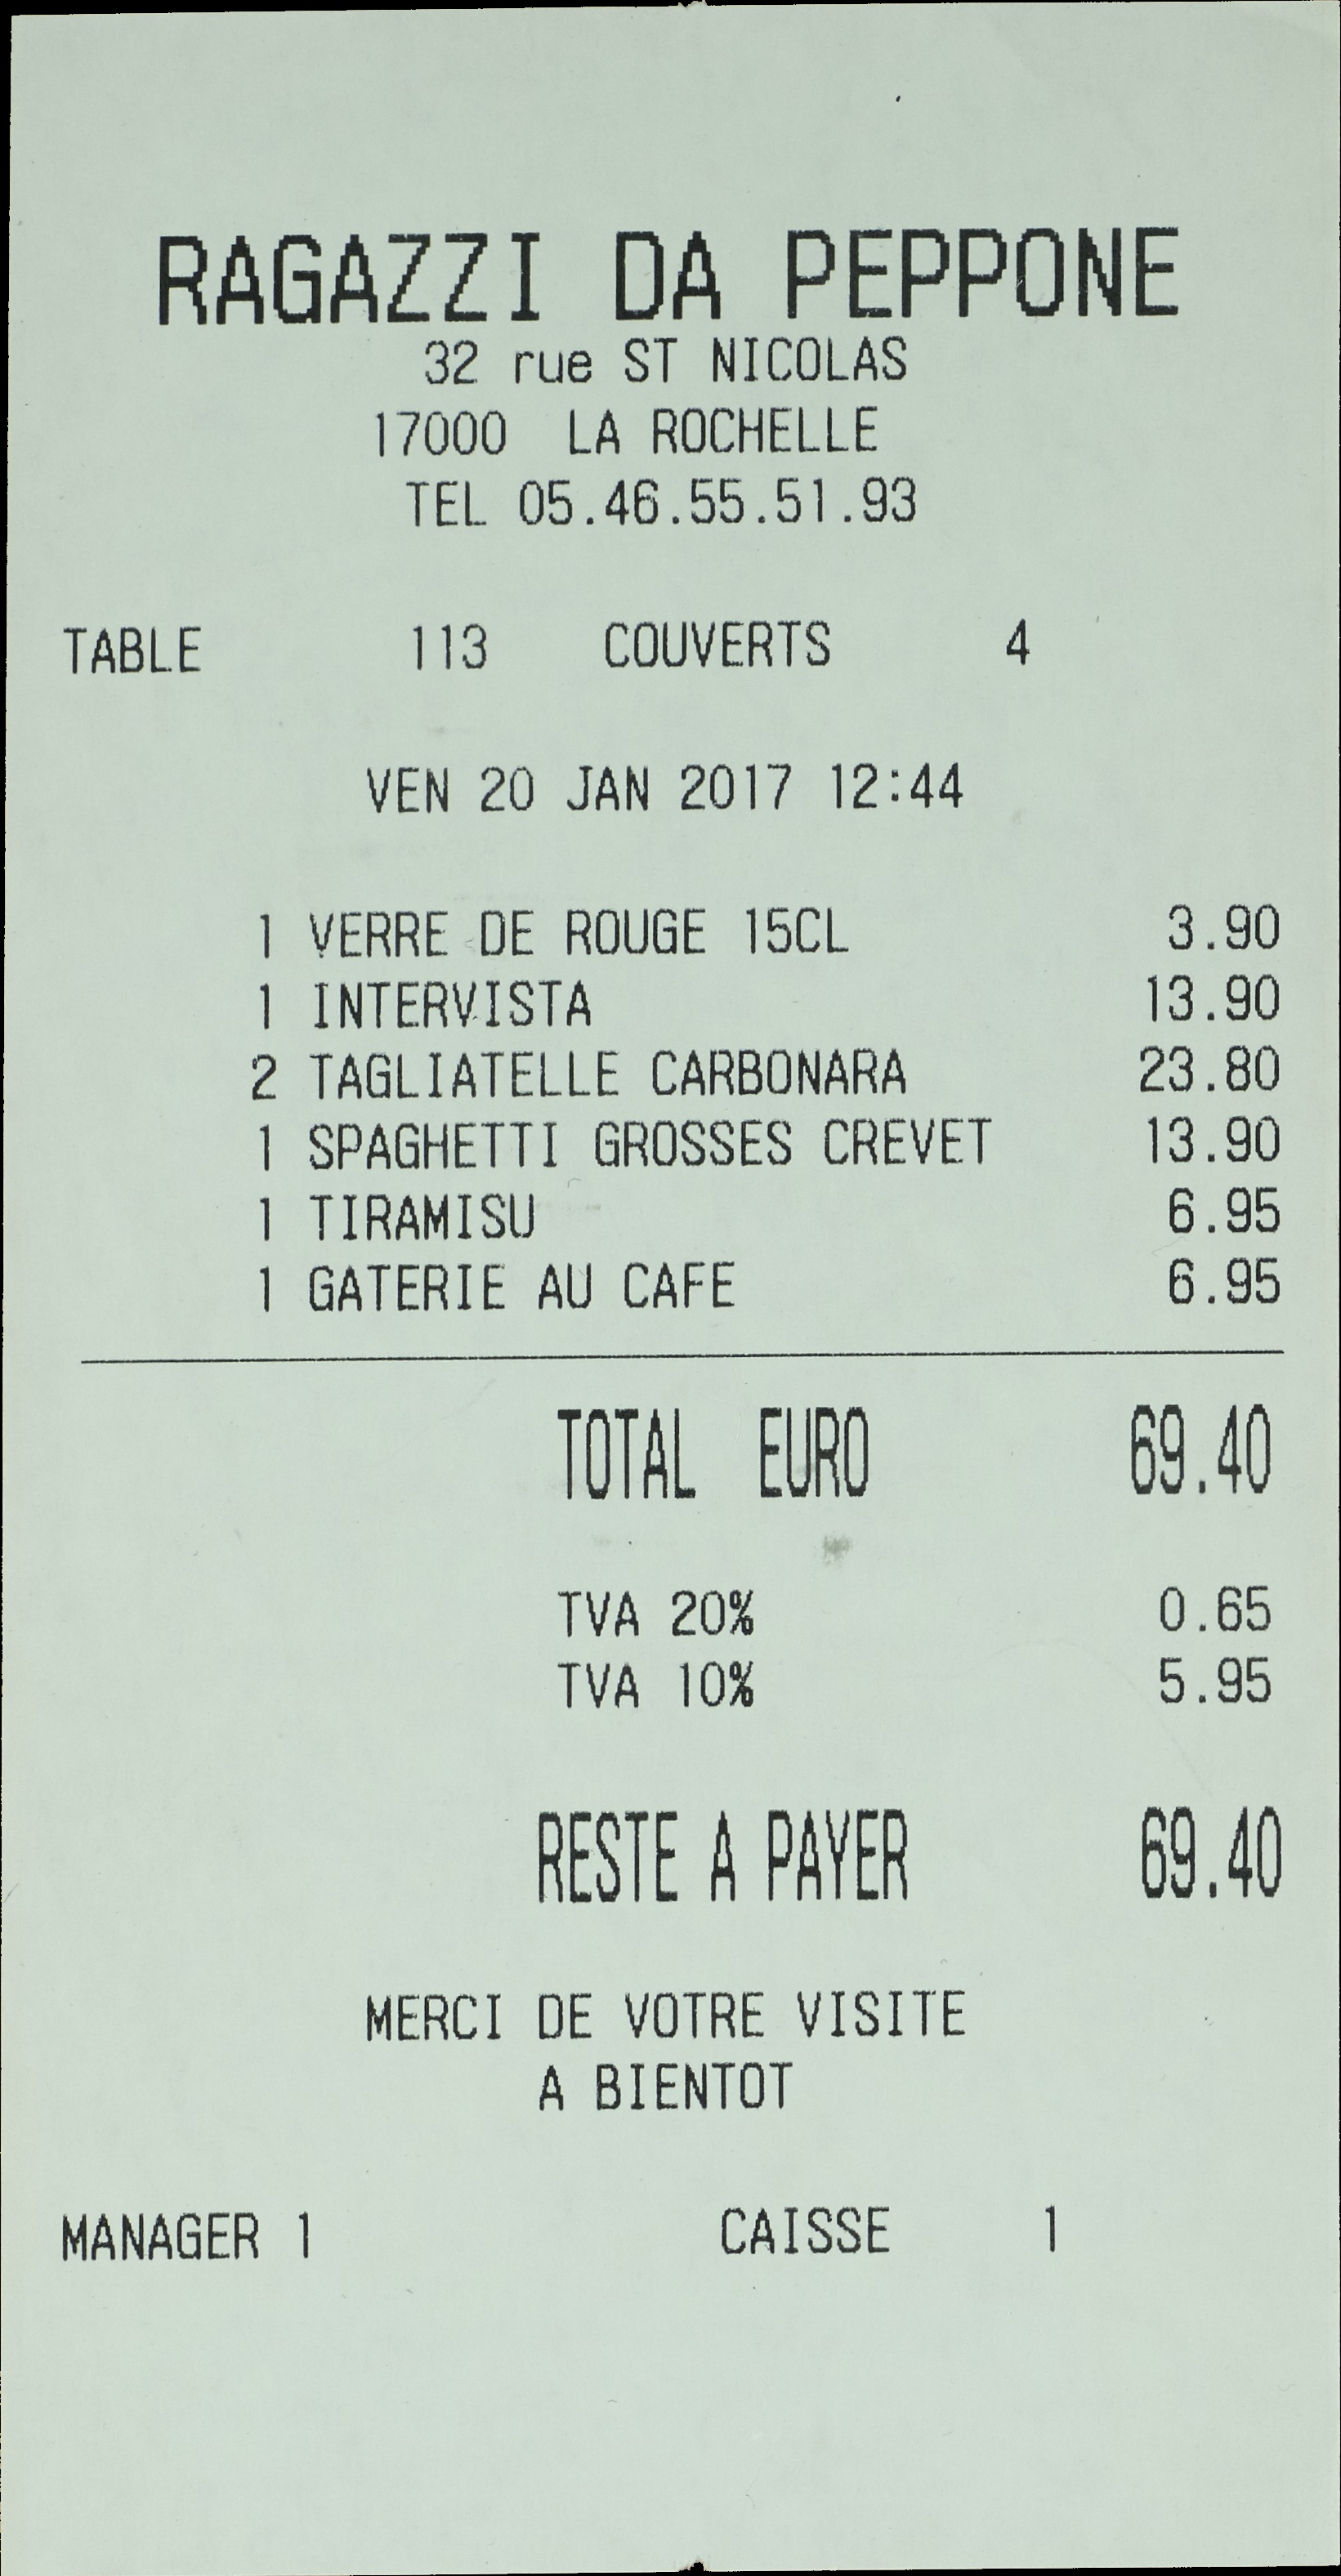 RAGAZZI DA PEPPONE
32 rue ST NICOLAS
17000 LA ROCHELLE
TEL 05.46.55.51.93
TABLE 113 COUVERTS 4
VEN 20 JAN 2017 12:44
1 VERRE DE ROUGE 15CL 3.90
1 INTERVISTA 13.90
2 TAGLIATELLE CARBONARA 23.80
1 SPAGHETTI GROSSES CREVET 13.90
1 TIRAMISU 6.95
1 GATERIE AU CAFE 6.95
TOTAL EURO 69.40
TVA 20% 0.65
TVA 10% 5.95
RESTE A PAYER 69.40
MERCI DE VOTRE VISITE
A BIENTOT
MANAGER 1 CAISSE 1